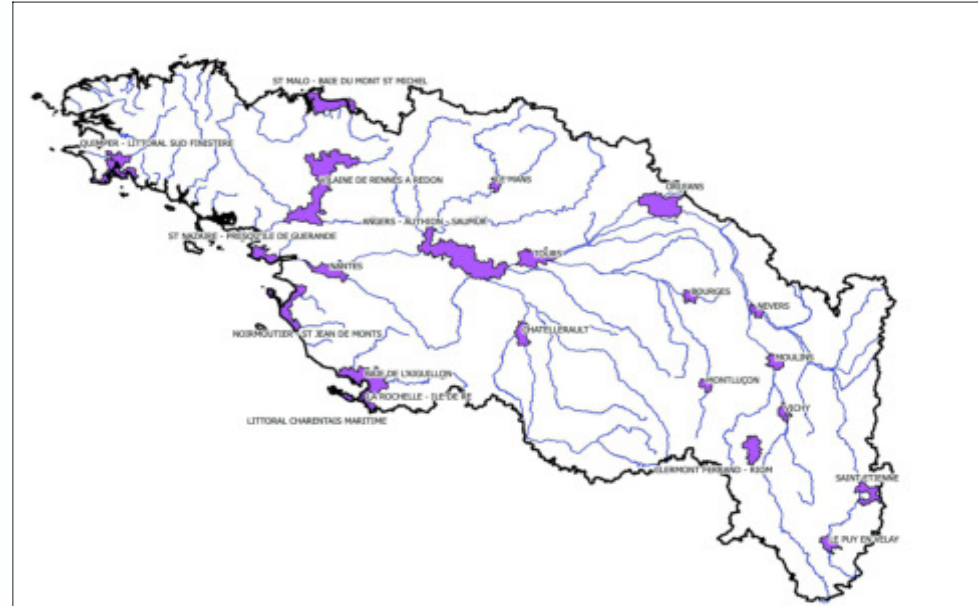 ST MALO - BAIE DU MONT ST MICHEL
QUIMPER - LITTORAL SUD FINISTERE
VILAINE DE RENNES A REDON
LE MANS
ORLEANS
ANGERS - AUTHION - SAUMUR
ST NAZAIRE - PRESQU'ILE DE GUERANDE
TOURS
NANTES
BOURGES
NEVERS
NOIRMOUTIER - ST JEAN DE MONTS
CHATELLERAULT
MOULINS
BAIE DE L'AIGUILLON
MONTLUÇON
LA ROCHELLE - ILE DE RE
VICHY
LITTORAL CHARENTAIS MARITIME
CLERMONT FERRAND - RIOM
SAINT-ETIENNE
LE PUY EN VELAY